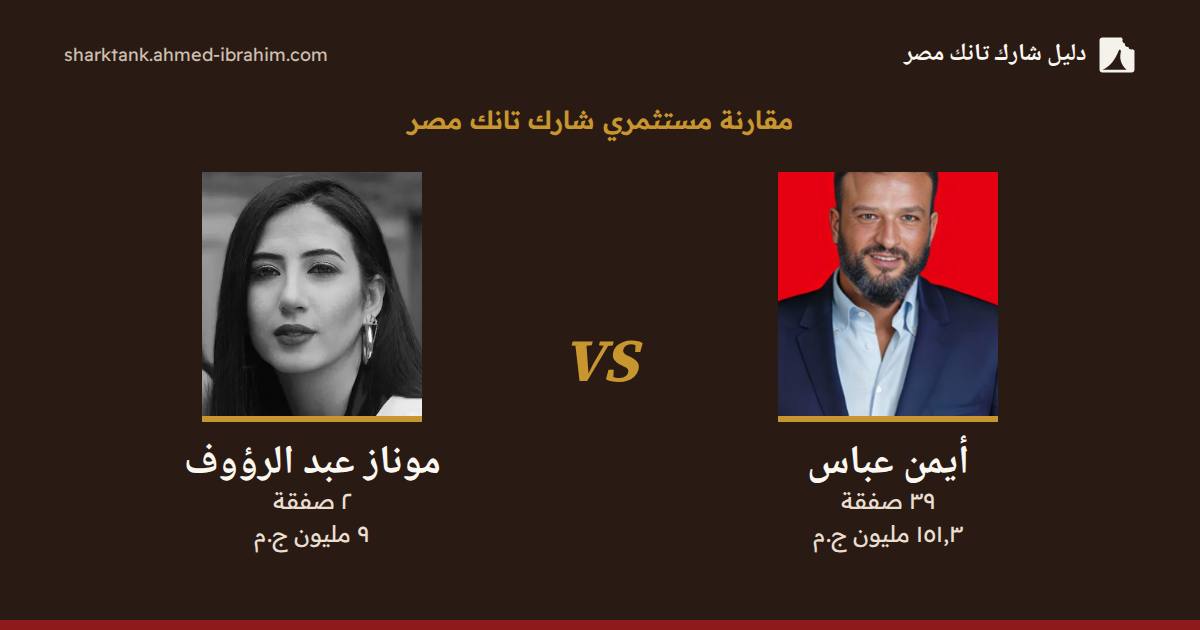 دليل شارك تانك مصر
sharktank.ahmed-ibrahim.com
مقارنة مستثمري شارك تانك مصر
أيمن عباس
٣٩ صفقة
١٥١,٣ مليون ج.م
VS
موناز عبد الرؤوف
٢ صفقة
٩ مليون ج.م